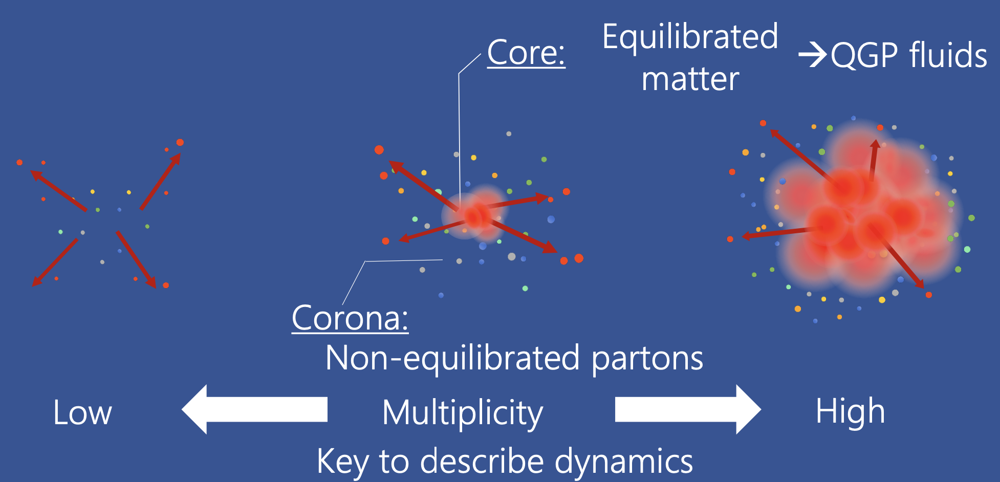 Core:
Equilibrated
matter
→QGP fluids
Corona:
Non-equilibrated partons
Low
Multiplicity
High
Key to describe dynamics